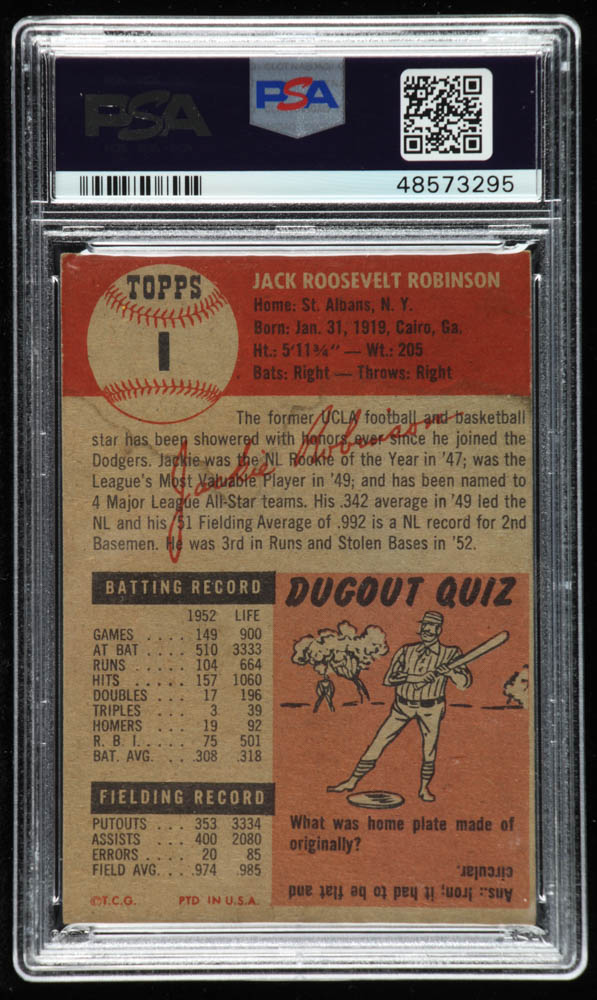 PSA
PSA
48573295
TOPPS
1
JACK ROOSEVELT ROBINSON
Home: St. Albans, N. Y.
Born: Jan. 31, 1919, Cairo, Ga.
Ht.: 5'11¾" — Wt.: 205
Bats: Right — Throws: Right
The former UCLA football and basketball
star has been showered with honors ever since he joined the
Dodgers. Jackie was the NL Rookie of the Year in '47; was the
League's Most Valuable Player in '49; and has been named to
4 Major League All-Star teams. His .342 average in '49 led the
NL and his '51 Fielding Average of .992 is a NL record for 2nd
Basemen. He was 3rd in Runs and Stolen Bases in '52.
Jackie Robinson
BATTING RECORD
1952 LIFE
GAMES . . . . 149 900
AT BAT . . . . 510 3333
RUNS . . . . 104 664
HITS . . . . . 157 1060
DOUBLES . . . 17 196
TRIPLES . . . 3 39
HOMERS . . . 19 92
R. B. I. . . . . . 75 501
BAT. AVG. . . .308 .318
FIELDING RECORD
PUTOUTS . . . 353 3334
ASSISTS . . . 400 2080
ERRORS . . . 20 85
FIELD AVG. . . .974 .985
©T.C.G. PTD IN U.S.A.
DUGOUT QUIZ
What was home plate made of
originally?
Ans.: Iron; it had to be flat and
circular.